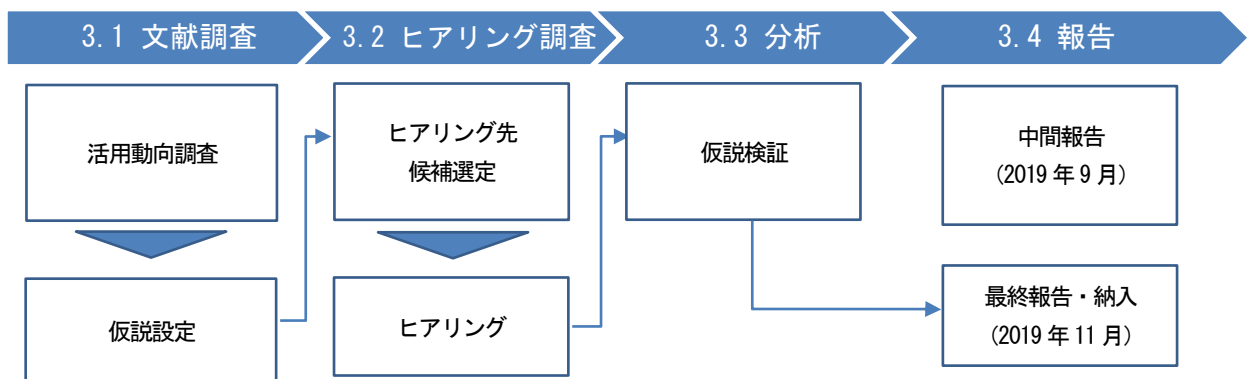 3.1 文献調査
3.2 ヒアリング調査
3.3 分析
3.4 報告
活用動向調査
仮説設定
ヒアリング先
候補選定
ヒアリング
仮説検証
中間報告
(2019 年 9 月)
最終報告・納入
(2019 年 11 月)